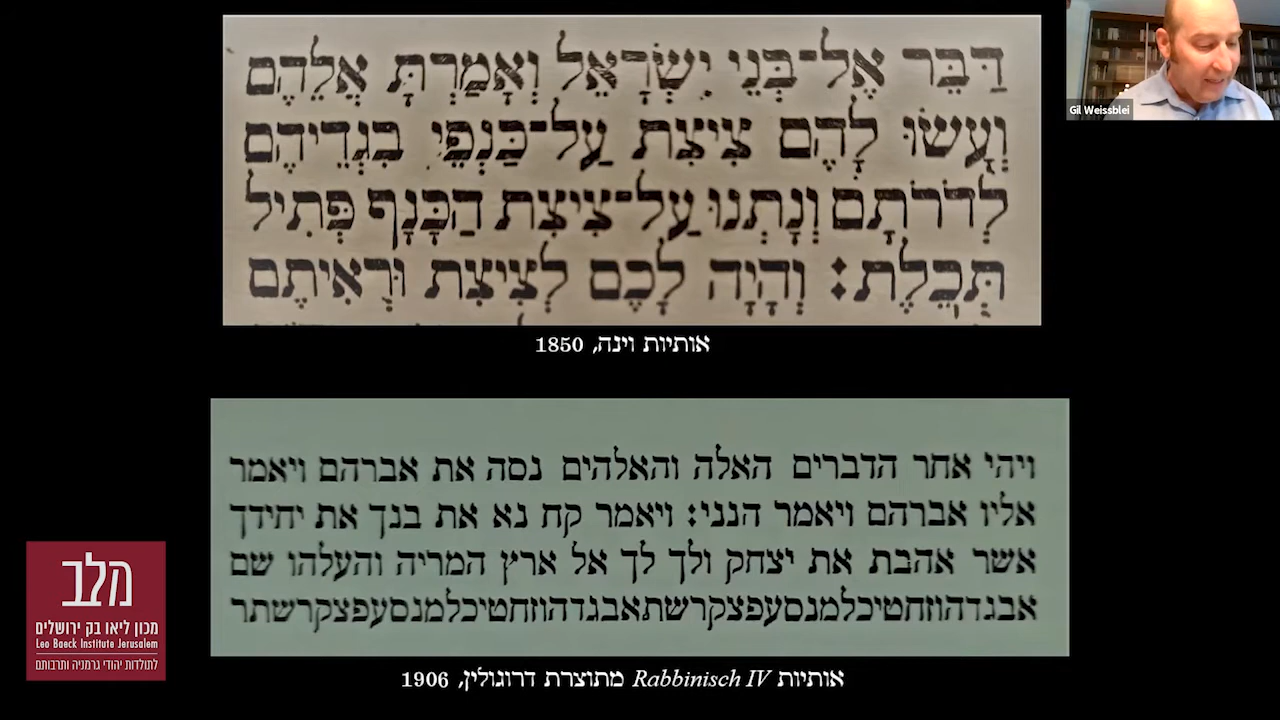 דַּבֵּר אֶל־בְּנֵי יִשְׂרָאֵל וְאָמַרְתָּ אֲלֵהֶם
וְעָשׂוּ לָהֶם צִיצִת עַל־כַּנְפֵי בִגְדֵיהֶם
לְדֹרֹתָם וְנָתְנוּ עַל־צִיצִת הַכָּנָף פְּתִיל
תְּכֵלֶת׃ וְהָיָה לָכֶם לְצִיצִת וּרְאִיתֶם
אותיות וינה, 1850
ויהי אחר הדברים האלה והאלהים נסה את אברהם ויאמר
אליו אברהם ויאמר הנני׃ ויאמר קח נא את בנך את יחידך
אשר אהבת את יצחק ולך לך אל ארץ המריה והעלהו שם
אבגדהוזחטיכלמנסעפצקרשתאבגדהוזחטיכלמנסעפצקרשתר
אותיות Rabbinisch IV מתוצרת דרוגולין, 1906
Gil Weissblei
מלב
מכון ליאו בק ירושלים
Leo Baeck Institute Jerusalem
לתולדות יהודי גרמניה ותרבותם